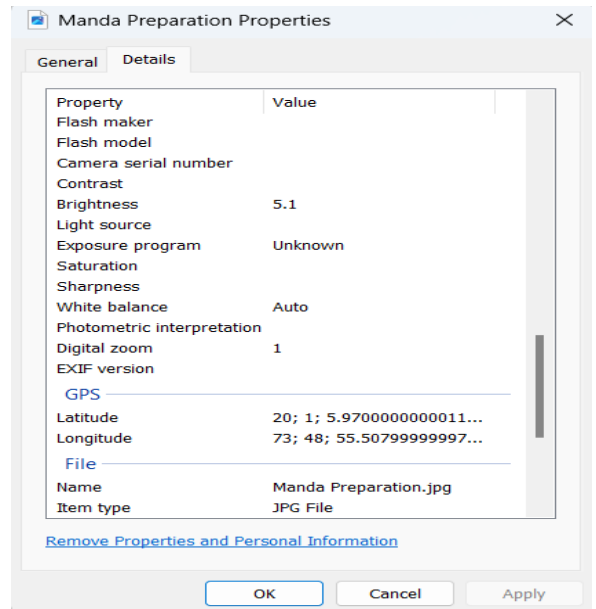 Manda Preparation Properties
General Details
Property Value
Flash maker
Flash model
Camera serial number
Contrast
Brightness 5.1
Light source
Exposure program Unknown
Saturation
Sharpness
White balance Auto
Photometric interpretation
Digital zoom 1
EXIF version
GPS
Latitude 20; 1; 5.9700000000011...
Longitude 73; 48; 55.50799999997...
File
Name Manda Preparation.jpg
Item type JPG File
Remove Properties and Personal Information
OK Cancel Apply